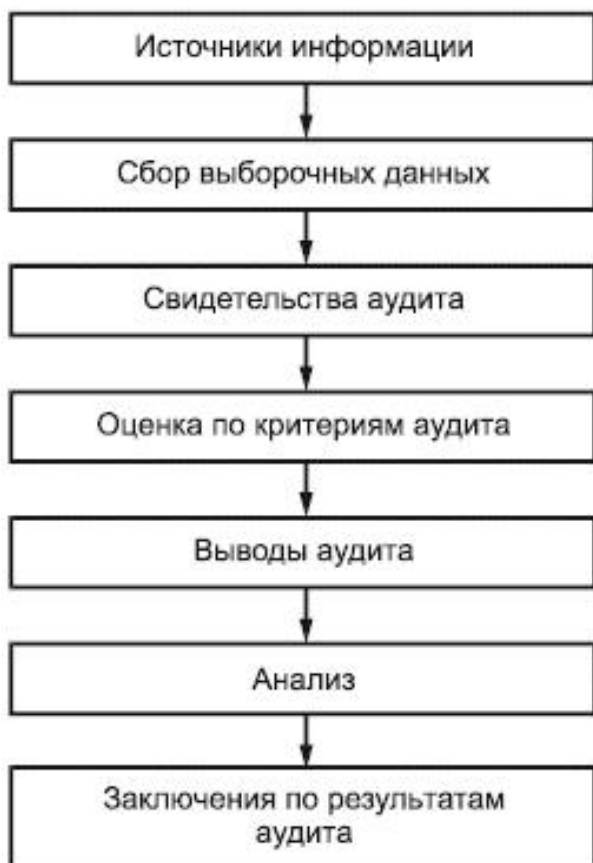 Источники информации
Сбор выборочных данных
Свидетельства аудита
Оценка по критериям аудита
Выводы аудита
Анализ
Заключения по результатам
аудита